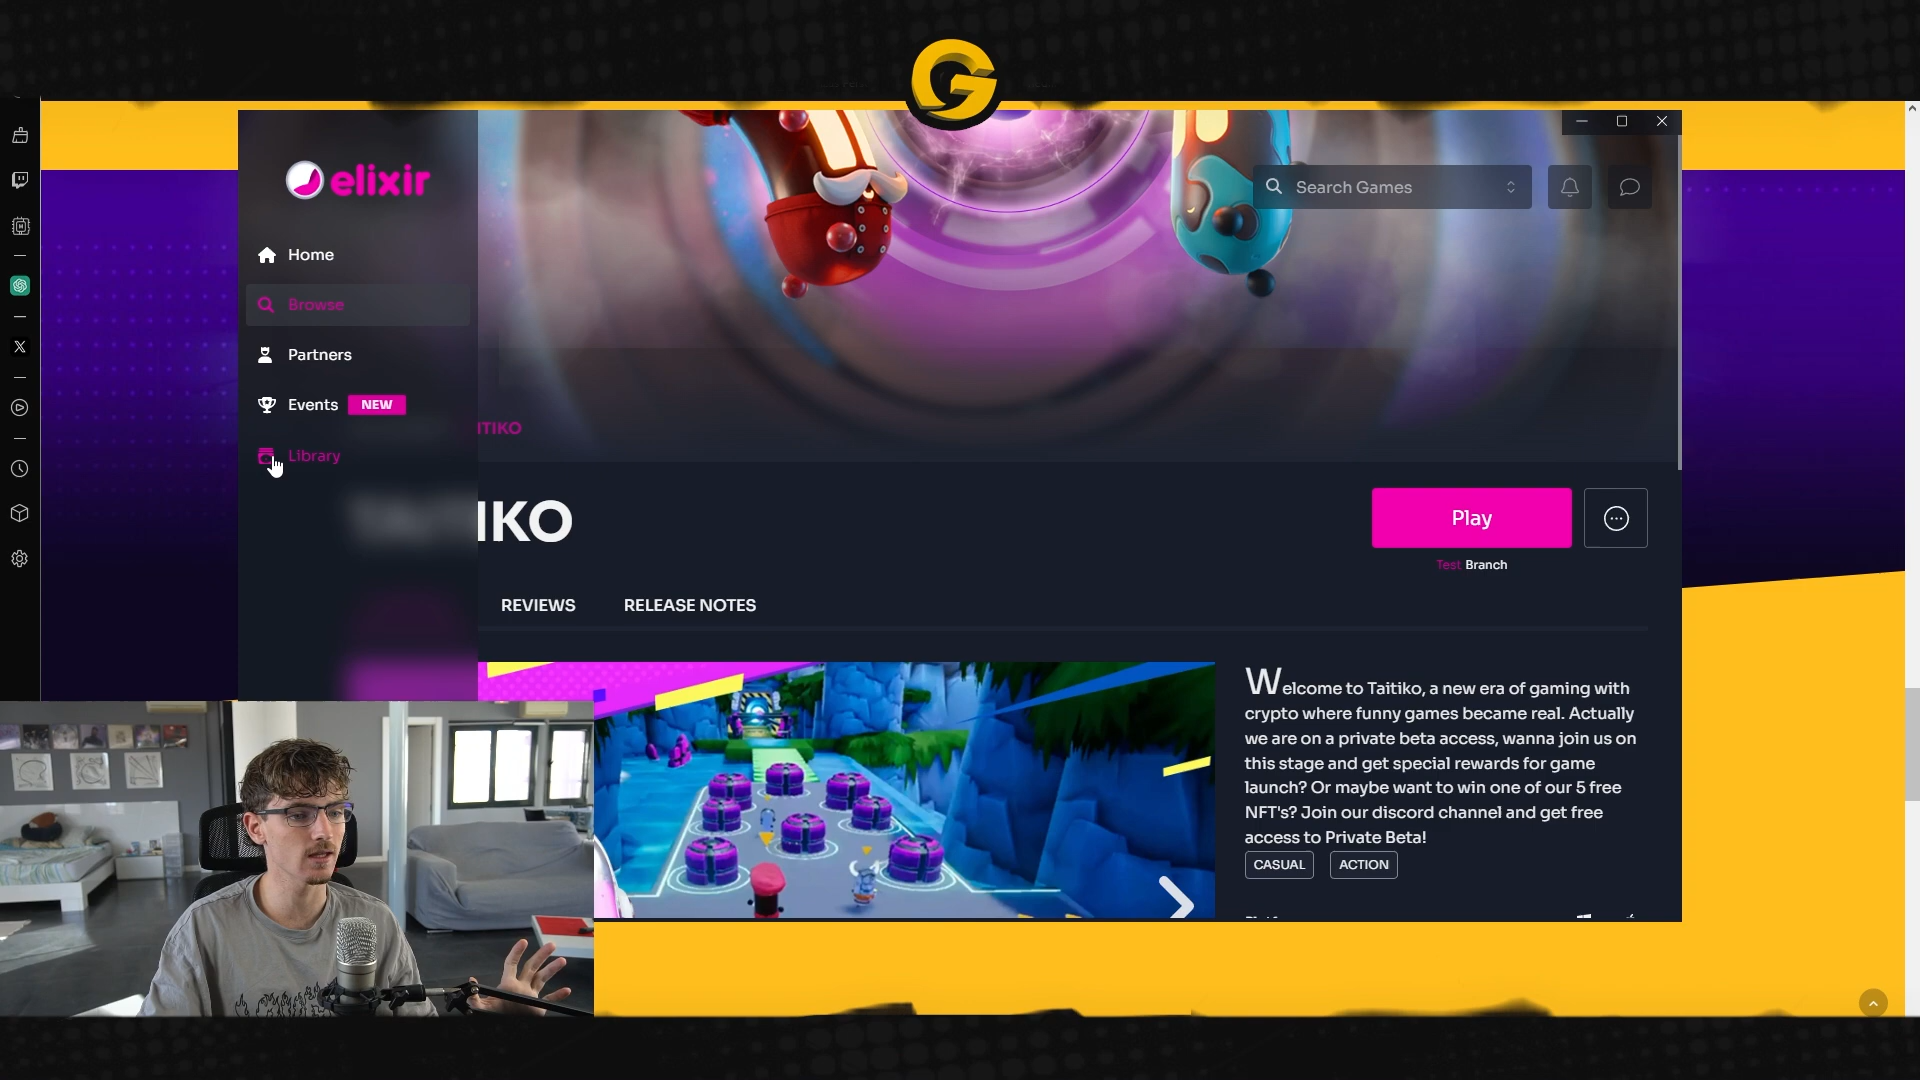 elixir
Search Games
Home
Browse
Partners
Events NEW
Library
ITIKO
IKO
Play
Test Branch
REVIEWS
RELEASE NOTES
Welcome to Taitiko, a new era of gaming with
crypto where funny games became real. Actually
we are on a private beta access, wanna join us on
this stage and get special rewards for game
launch? Or maybe want to win one of our 5 free
NFT's? Join our discord channel and get free
access to Private Beta!
CASUAL
ACTION